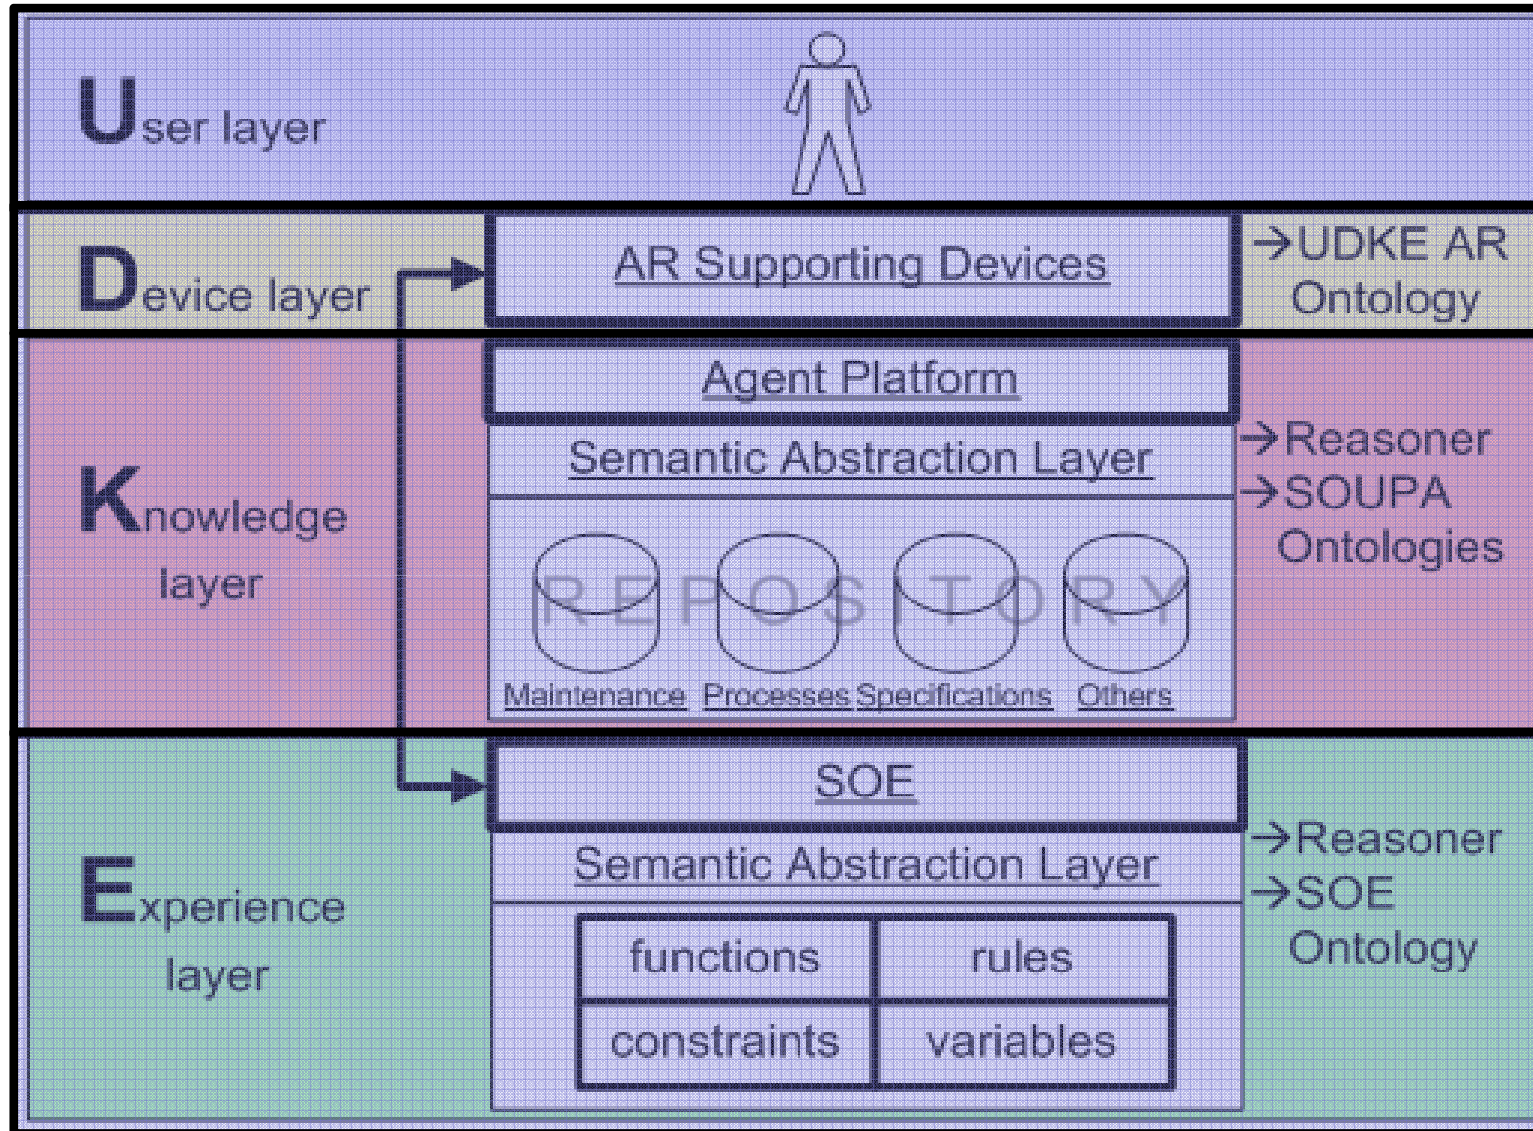 User layer
Device layer
AR Supporting Devices
→UDKE AR
Ontology
Knowledge
layer
Agent Platform
Semantic Abstraction Layer
REPOSITORY
Maintenance Processes Specifications Others
→Reasoner
→SOUPA
Ontologies
Experience
layer
SOE
Semantic Abstraction Layer
functions rules
constraints variables
→Reasoner
→SOE
Ontology